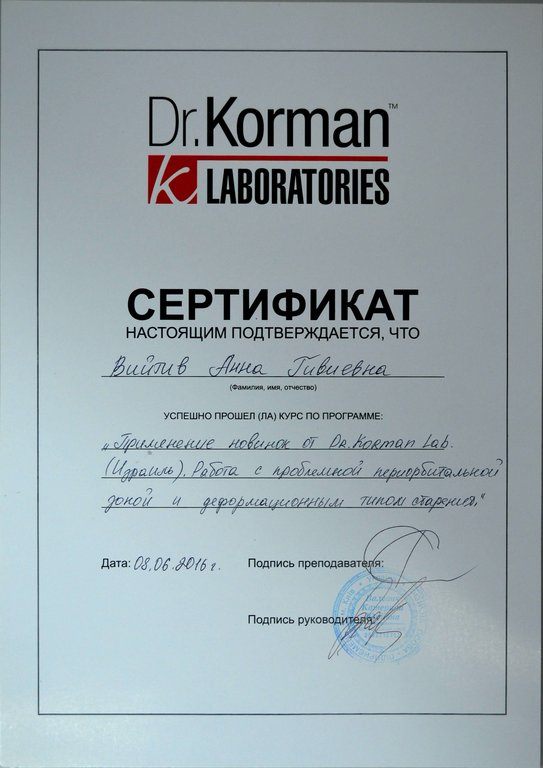 Dr. Korman™
k LABORATORIES
СЕРТИФИКАТ
НАСТОЯЩИМ ПОДТВЕРЖДАЕТСЯ, ЧТО
Вийтив Анна Гивиевна
(Фамилия, имя, отчество)
УСПЕШНО ПРОШЕЛ (ЛА) КУРС ПО ПРОГРАММЕ:
„Применение новинок от Dr. Korman Lab.
(Израиль). Работа с проблемной периорбитальной
зоной и деформационным типом старения."
Дата: 08.06.2016г. Подпись преподавателя:
Подпись руководителя: